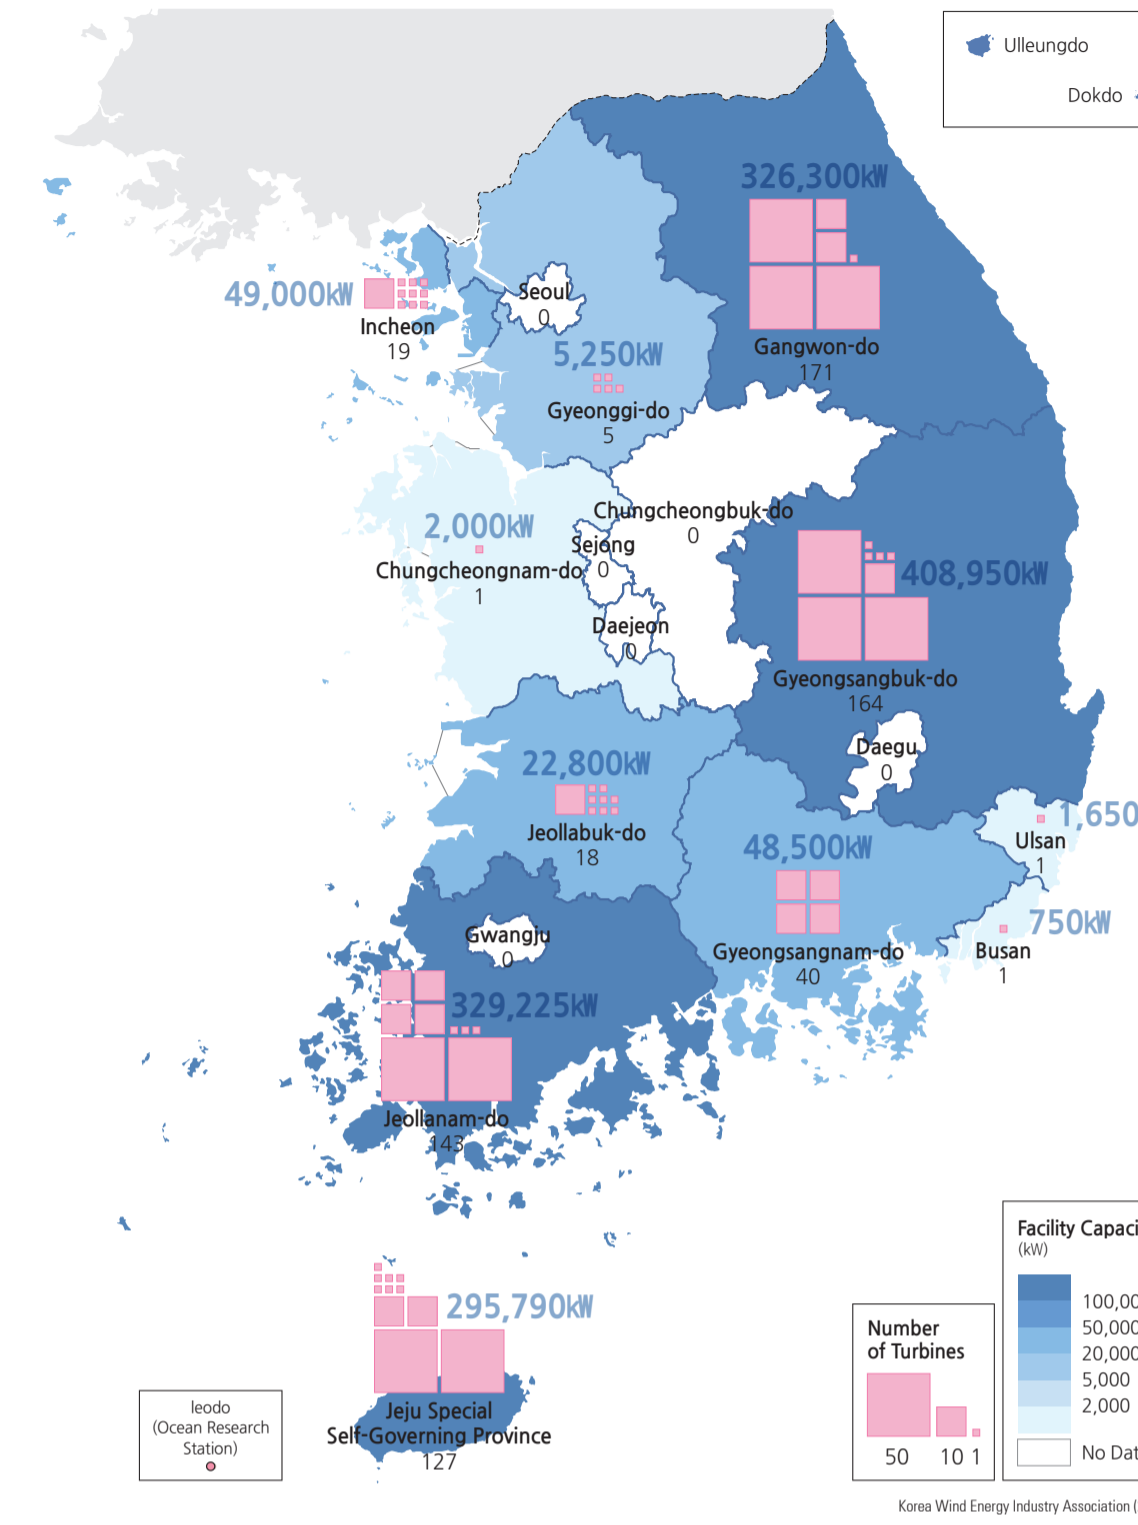 Ulleungdo
Dokdo
326,300kW
Gangwon-do
171
49,000kW
Incheon
19
Seoul
0
5,250kW
Gyeonggi-do
5
Chungcheongbuk-do
0
2,000kW
Chungcheongnam-do
1
Sejong
0
Daejeon
0
408,950kW
Gyeongsangbuk-do
164
Daegu
0
22,800kW
Jeollabuk-do
18
1,650
Ulsan
1
48,500kW
Gyeongsangnam-do
40
750kW
Busan
1
Gwangju
0
329,225kW
Jeollanam-do
143
295,790kW
Jeju Special
Self-Governing Province
127
Ieodo
(Ocean Research
Station)
Number
of Turbines
50 10 1
Facility Capaci
(kW)
100,00
50,000
20,000
5,000
2,000
No Dat
Korea Wind Energy Industry Association (